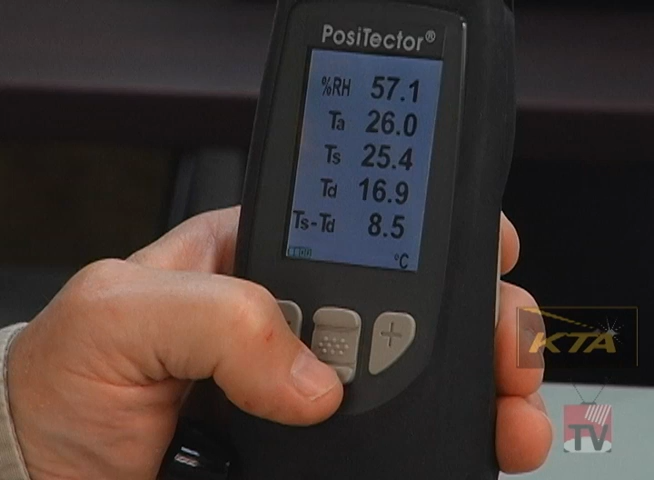 PosiTector®
%RH 57.1
Ta 26.0
Ts 25.4
Td 16.9
Ts-Td 8.5
°C
KTA
TV